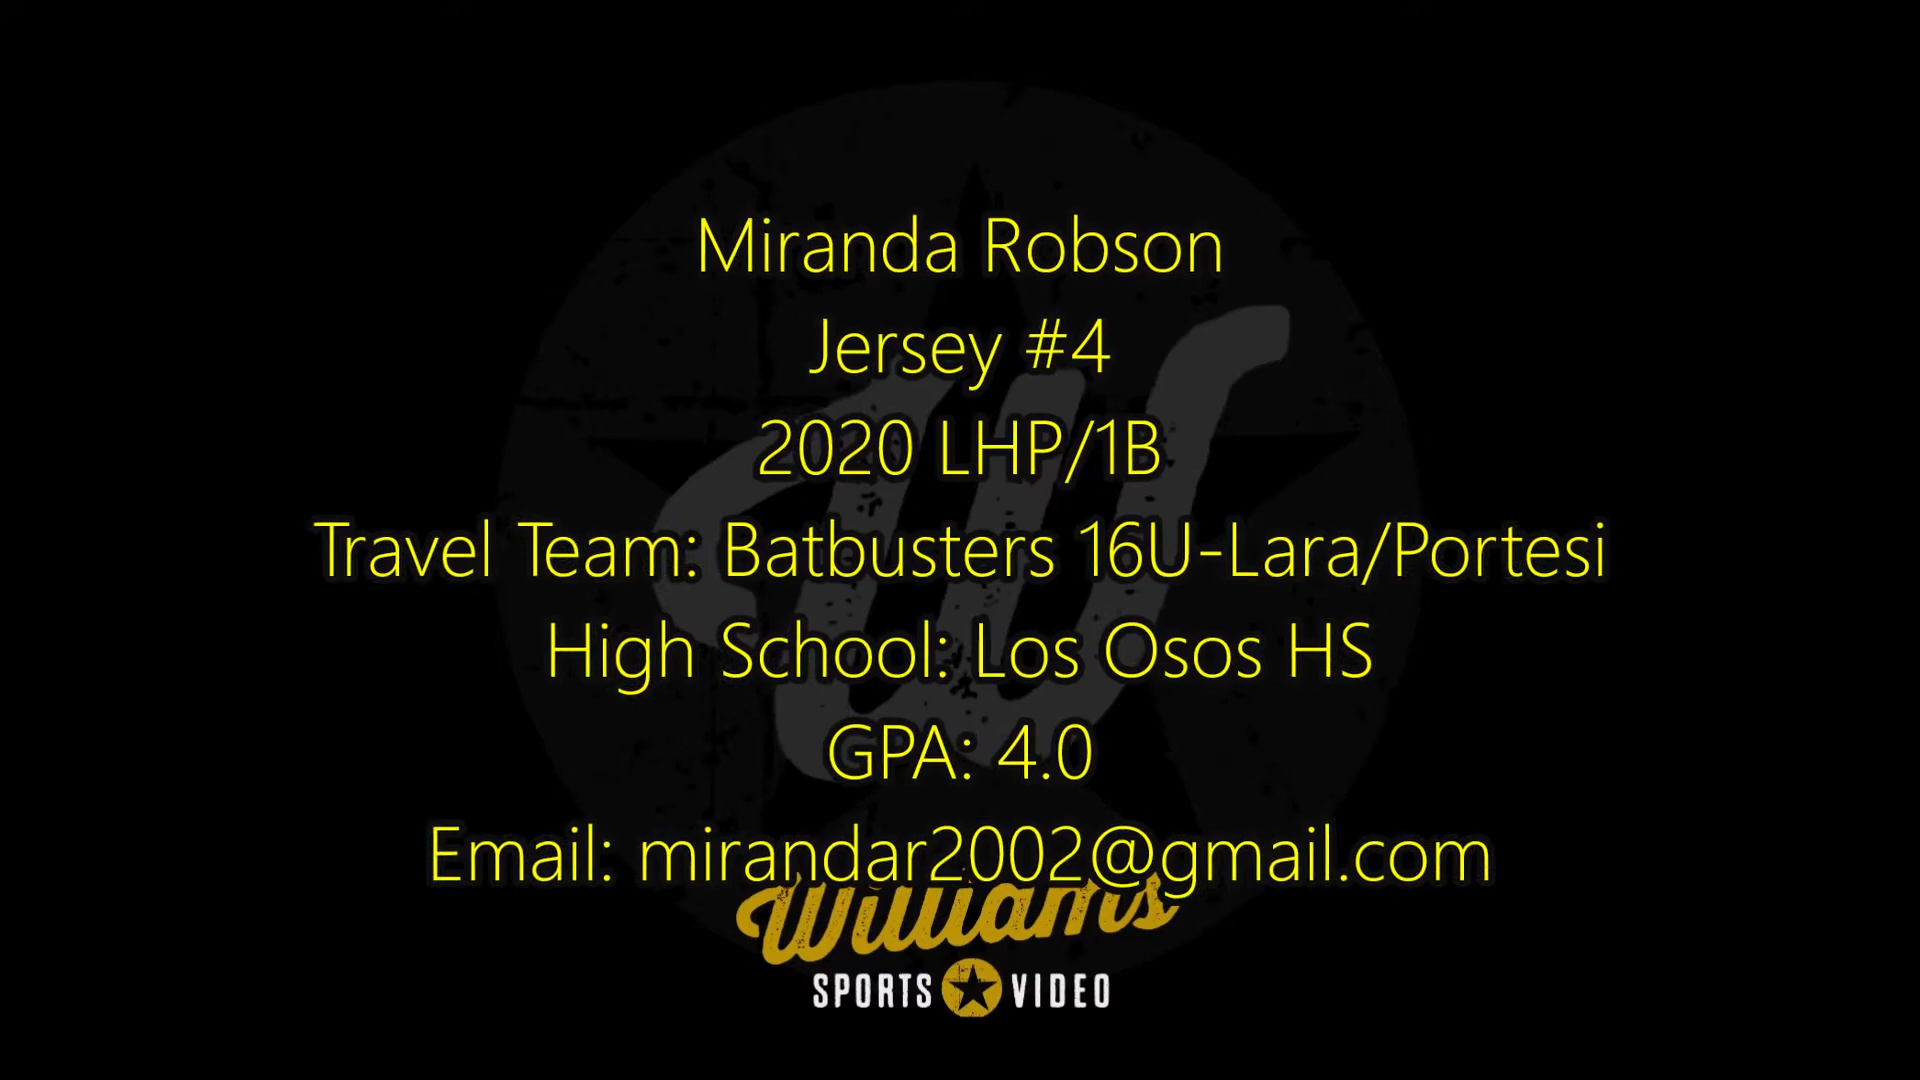 Miranda Robson
Jersey #4
2020 LHP/1B
Travel Team: Batbusters 16U-Lara/Portesi
High School: Los Osos HS
GPA: 4.0
Email: mirandar2002@gmail.com
Williams
SPORTS VIDEO